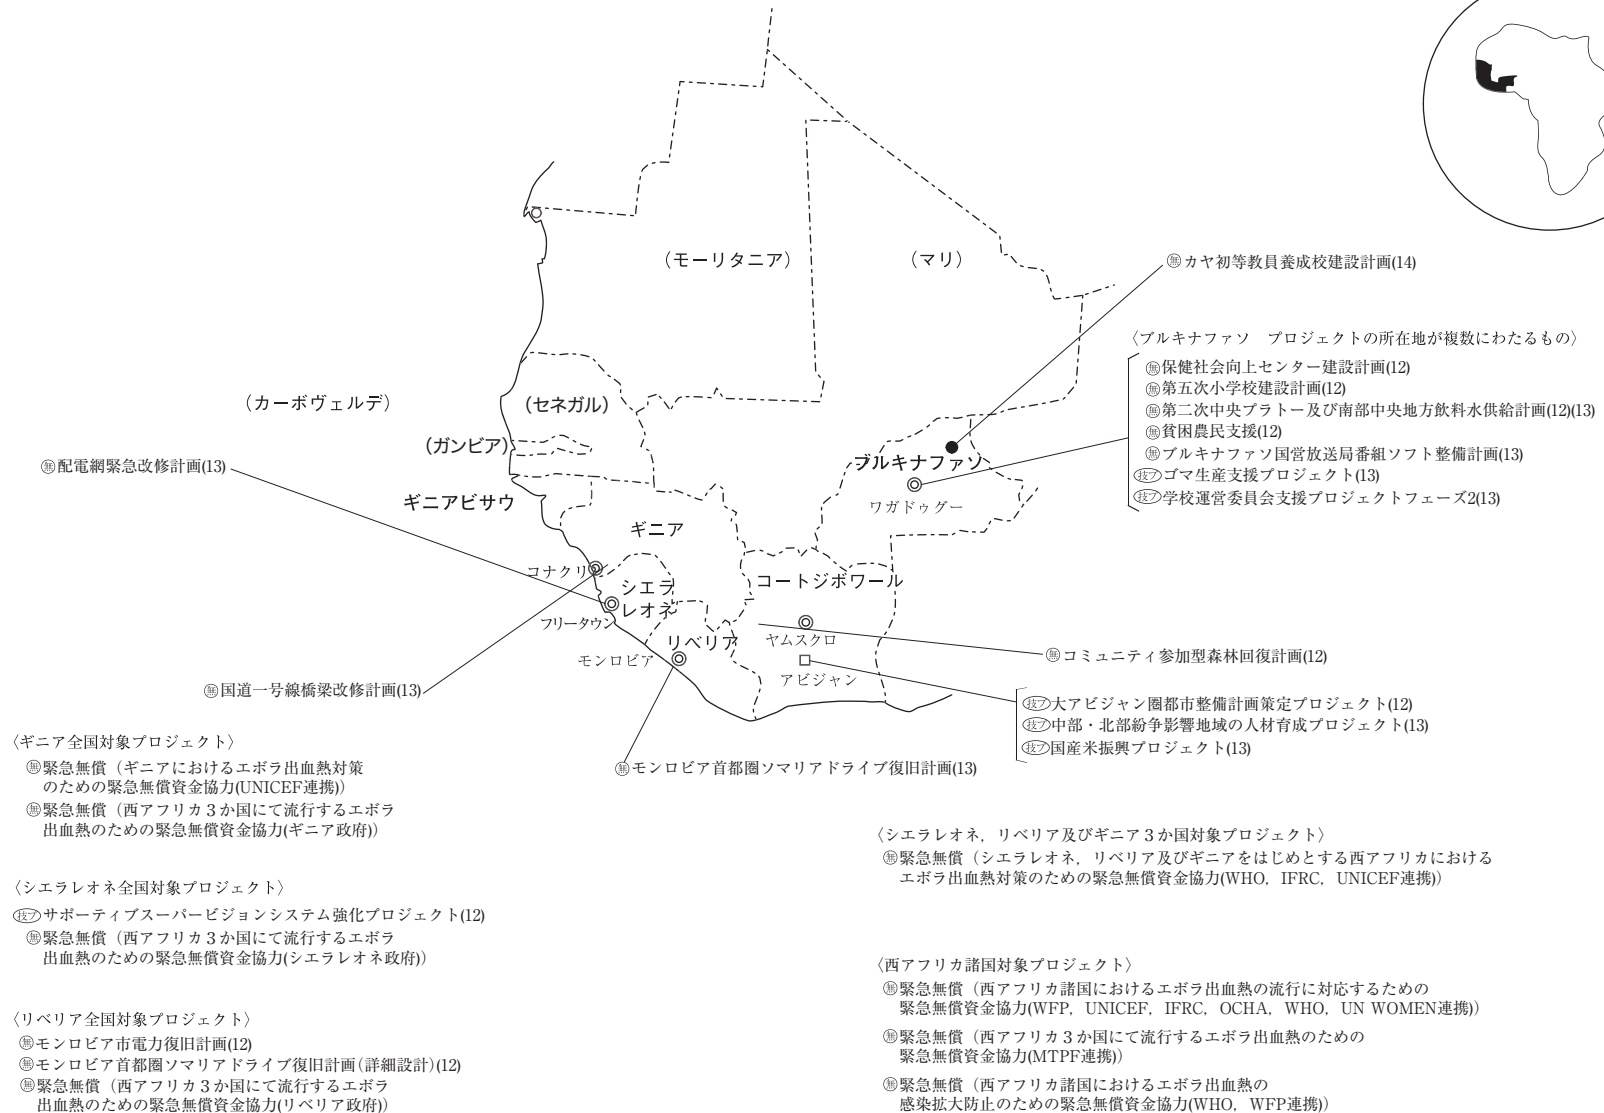 （モーリタニア）
（マリ）
㊟カヤ初等教員養成校建設計画(14)
〈ブルキナファソ　プロジェクトの所在地が複数にわたるもの〉
無保健社会向上センター建設計画(12)
無第五次小学校建設計画(12)
無第二次中央プラトー及び南部中央地方飲料水供給計画(12)(13)
無貧困農民支援(12)
無ブルキナファソ国営放送局番組ソフト整備計画(13)
技プゴマ生産支援プロジェクト(13)
技プ学校運営委員会支援プロジェクトフェーズ2(13)
（カーボヴェルデ）
（セネガル）
（ガンビア）
ブルキナファソ
ワガドゥグー
無配電網緊急改修計画(13)
ギニアビサウ
ギニア
コナクリ
シエラ
レオネ
フリータウン
コートジボワール
リベリア
ヤムスクロ
モンロビア
アビジャン
無コミュニティ参加型森林回復計画(12)
無国道一号線橋梁改修計画(13)
技プ大アビジャン圏都市整備計画策定プロジェクト(12)
技プ中部・北部紛争影響地域の人材育成プロジェクト(13)
技プ国産米振興プロジェクト(13)
無モンロビア首都圏ソマリアドライブ復旧計画(13)
〈ギニア全国対象プロジェクト〉
無緊急無償（ギニアにおけるエボラ出血熱対策
のための緊急無償資金協力(UNICEF連携)）
無緊急無償（西アフリカ３か国にて流行するエボラ
出血熱のための緊急無償資金協力(ギニア政府)）
〈シエラレオネ全国対象プロジェクト〉
技プサポーティブスーパービジョンシステム強化プロジェクト(12)
無緊急無償（西アフリカ３か国にて流行するエボラ
出血熱のための緊急無償資金協力(シエラレオネ政府)）
〈リベリア全国対象プロジェクト〉
無モンロビア市電力復旧計画(12)
無モンロビア首都圏ソマリアドライブ復旧計画（詳細設計）(12)
無緊急無償（西アフリカ３か国にて流行するエボラ
出血熱のための緊急無償資金協力(リベリア政府)）
〈シエラレオネ，リベリア及びギニア３か国対象プロジェクト〉
無緊急無償（シエラレオネ，リベリア及びギニアをはじめとする西アフリカにおける
エボラ出血熱対策のための緊急無償資金協力(WHO，IFRC，UNICEF連携)）
〈西アフリカ諸国対象プロジェクト〉
無緊急無償（西アフリカ諸国におけるエボラ出血熱の流行に対応するための
緊急無償資金協力(WFP，UNICEF，IFRC，OCHA，WHO，UN WOMEN連携)）
無緊急無償（西アフリカ３か国にて流行するエボラ出血熱のための
緊急無償資金協力(MTPF連携)）
無緊急無償（西アフリカ諸国におけるエボラ出血熱の
感染拡大防止のための緊急無償資金協力(WHO，WFP連携)）